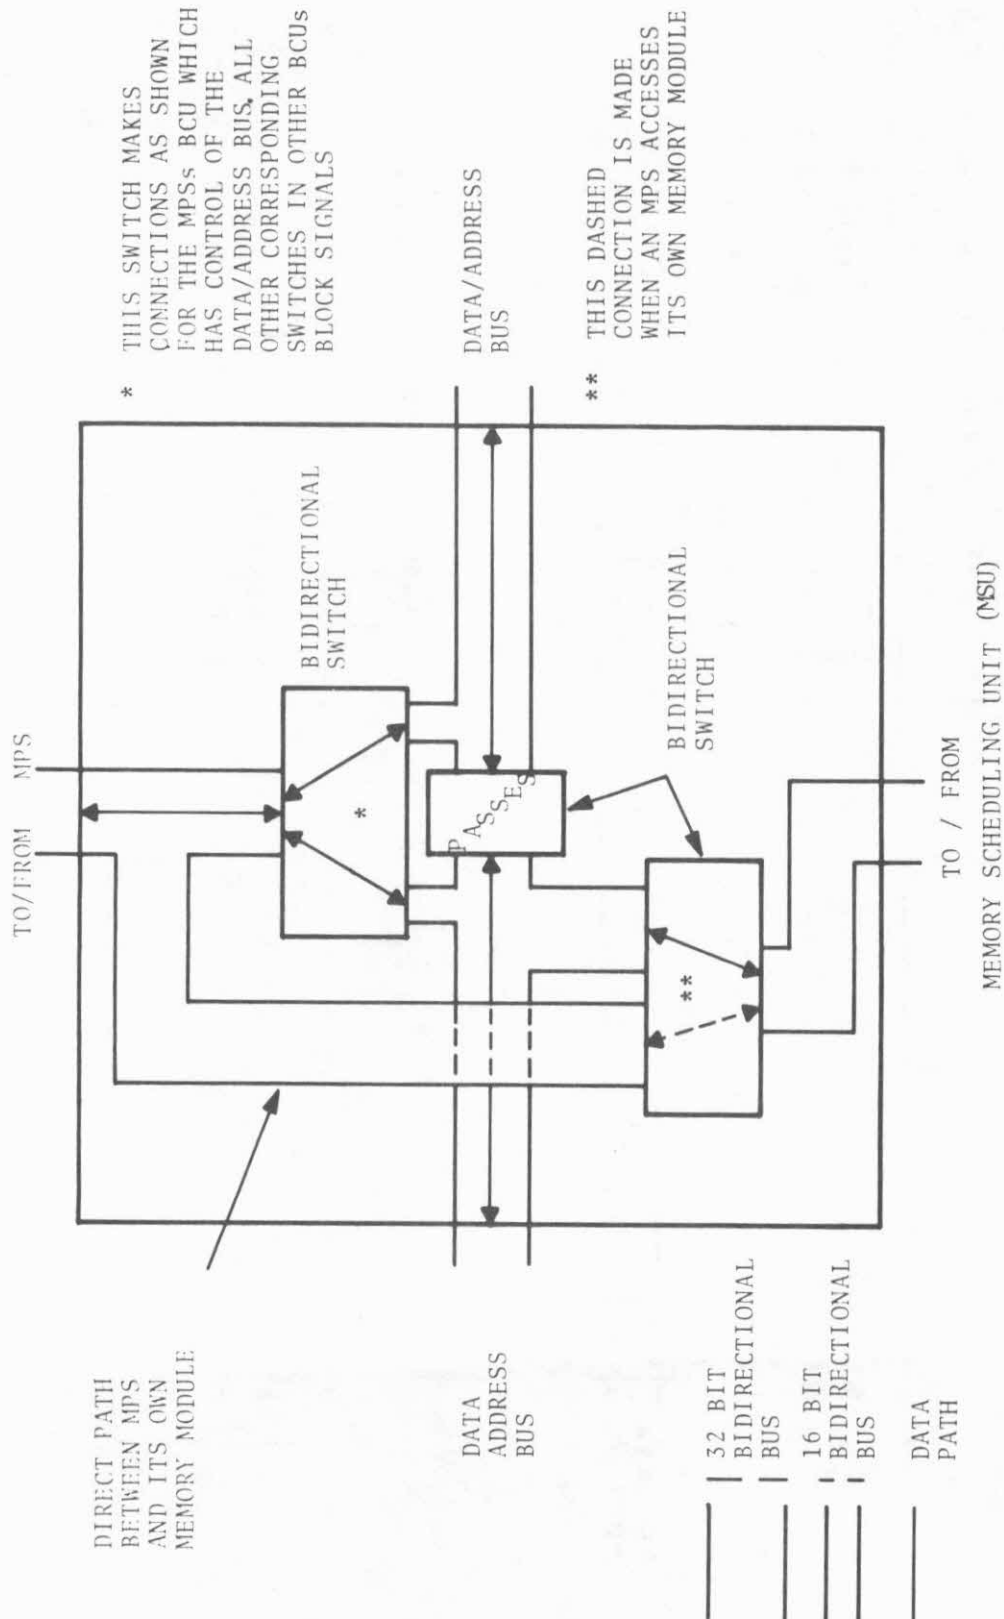 TO/FROM MPS
* THIS SWITCH MAKES
CONNECTIONS AS SHOWN
FOR THE MPSs BCU WHICH
HAS CONTROL OF THE
DATA/ADDRESS BUS. ALL
OTHER CORRESPONDING
SWITCHES IN OTHER BCUs
BLOCK SIGNALS
BIDIRECTIONAL
SWITCH
*
DIRECT PATH
BETWEEN MPS
AND ITS OWN
MEMORY MODULE
PASSES
DATA/ADDRESS
BUS
DATA
ADDRESS
BUS
** THIS DASHED
CONNECTION IS MADE
WHEN AN MPS ACCESSES
ITS OWN MEMORY MODULE
BIDIRECTIONAL
SWITCH
**
32 BIT
BIDIRECTIONAL
BUS
16 BIT
BIDIRECTIONAL
BUS
DATA
PATH
TO / FROM
MEMORY SCHEDULING UNIT (MSU)